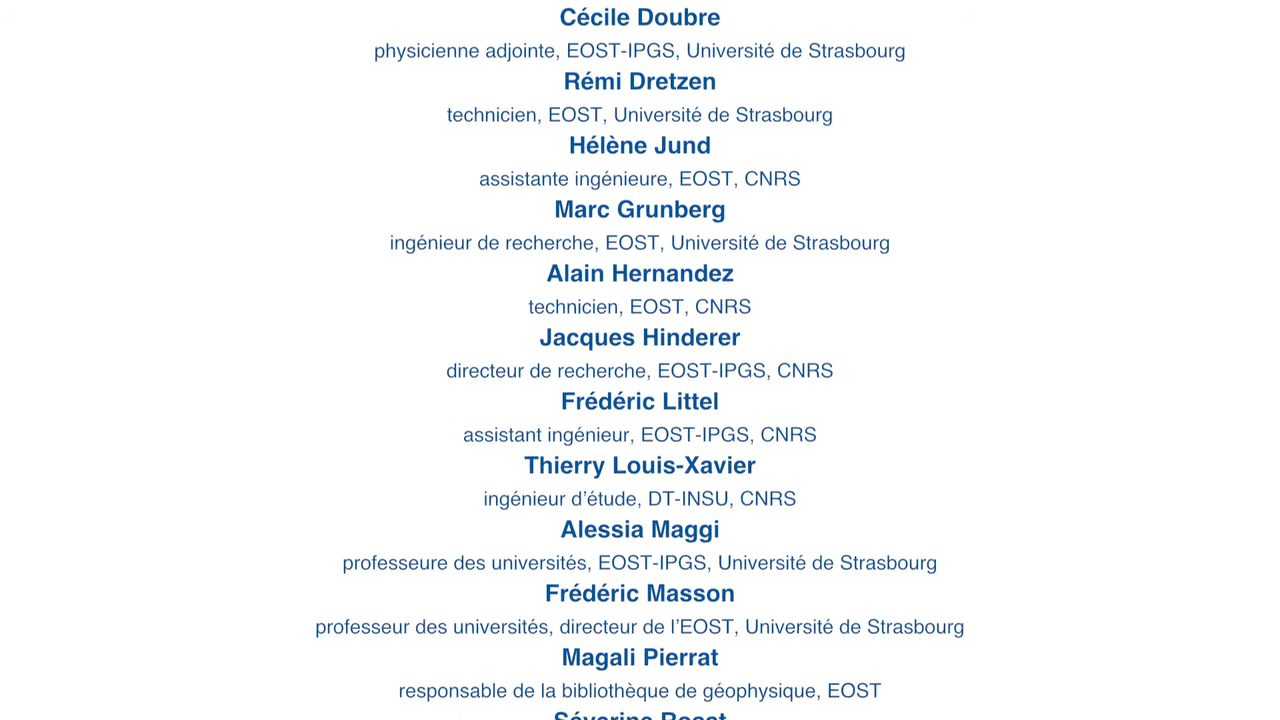 Cécile Doubre
physicienne adjointe, EOST-IPGS, Université de Strasbourg
Rémi Dretzen
technicien, EOST, Université de Strasbourg
Hélène Jund
assistante ingénieure, EOST, CNRS
Marc Grunberg
ingénieur de recherche, EOST, Université de Strasbourg
Alain Hernandez
technicien, EOST, CNRS
Jacques Hinderer
directeur de recherche, EOST-IPGS, CNRS
Frédéric Littel
assistant ingénieur, EOST-IPGS, CNRS
Thierry Louis-Xavier
ingénieur d’étude, DT-INSU, CNRS
Alessia Maggi
professeure des universités, EOST-IPGS, Université de Strasbourg
Frédéric Masson
professeur des universités, directeur de l’EOST, Université de Strasbourg
Magali Pierrat
responsable de la bibliothèque de géophysique, EOST
Séverine